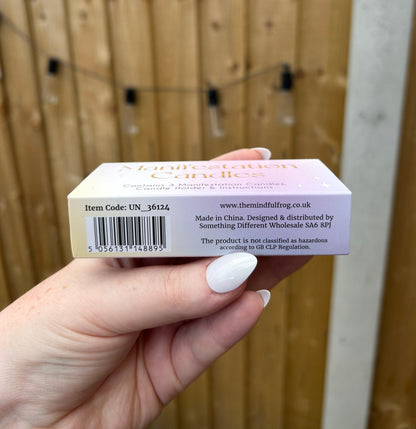 Manifestation
Candles
Contains 4 Manifestation Candles,
Candle Holder & Instructions
Item Code: UN_36124
5 056131 148895
www.themindfulfrog.co.uk
Made in China. Designed & distributed by
Something Different Wholesale SA6 8PJ
The product is not classified as hazardous
according to GB CLP Regulation.